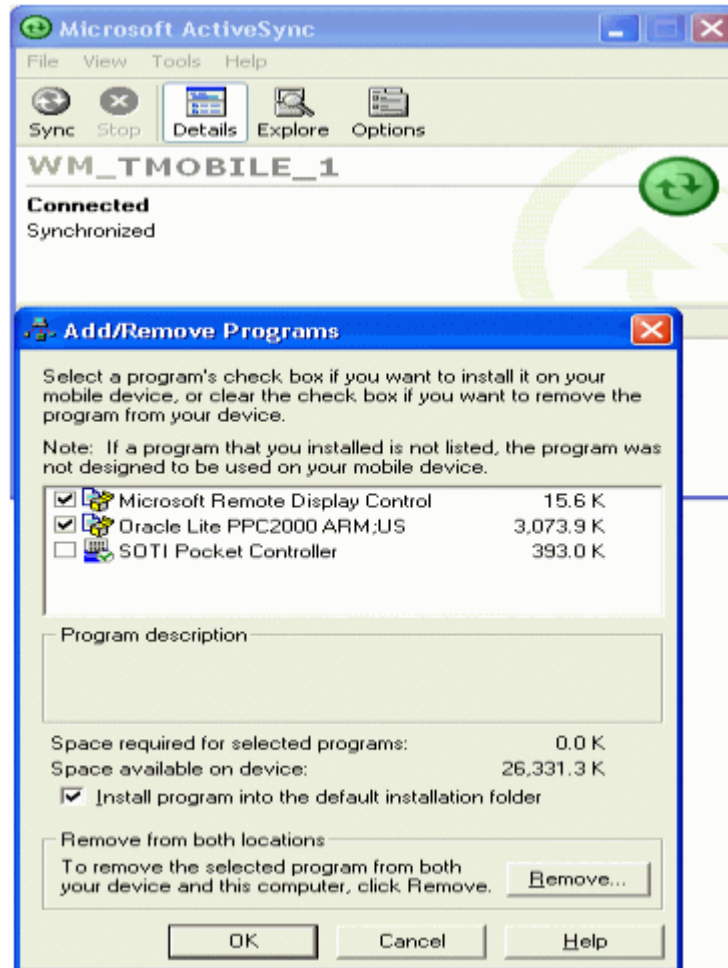 Microsoft ActiveSync
File View Tools Help
Sync Stop Details Explore Options
WM_TMOBILE_1
Connected
Synchronized
Add/Remove Programs
Select a program's check box if you want to install it on your
mobile device, or clear the check box if you want to remove the
program from your device.
Note: If a program that you installed is not listed, the program was
not designed to be used on your mobile device.
Microsoft Remote Display Control 15.6 K
Oracle Lite PPC2000 ARM;US 3,073.9 K
SOTI Pocket Controller 393.0 K
Program description
Space required for selected programs: 0.0 K
Space available on device: 26,331.3 K
Install program into the default installation folder
Remove from both locations
To remove the selected program from both
your device and this computer, click Remove.
Remove...
OK Cancel Help